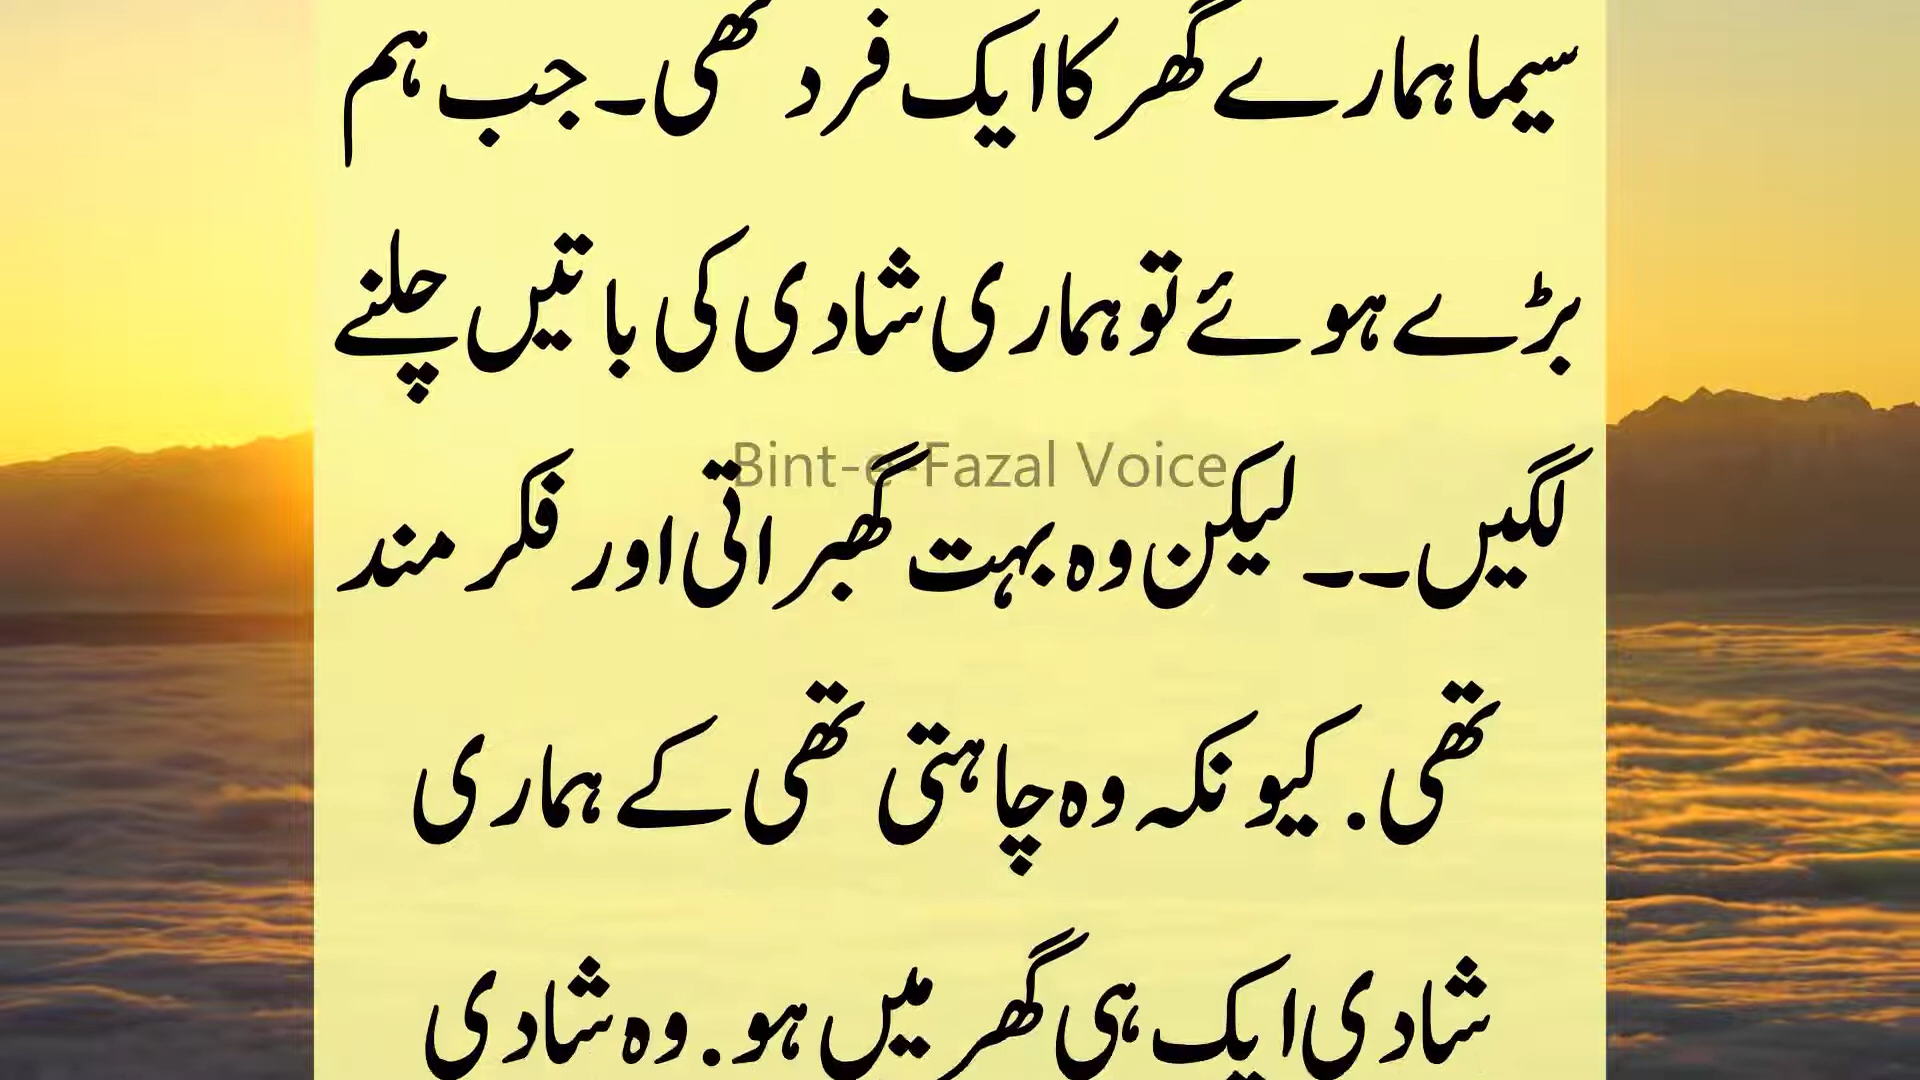 سیما ہمارے گھر کا ایک فرد تھی۔ جب ہم
بڑے ہوئے تو ہماری شادی کی باتیں چلنے
Bint-e-Fazal Voice
لگیں۔۔ لیکن وہ بہت گھبراتی اور فکر مند
تھی. کیونکہ وہ چاہتی تھی کے ہماری
شادی ایک ہی گھر میں ہو. وہ شادی